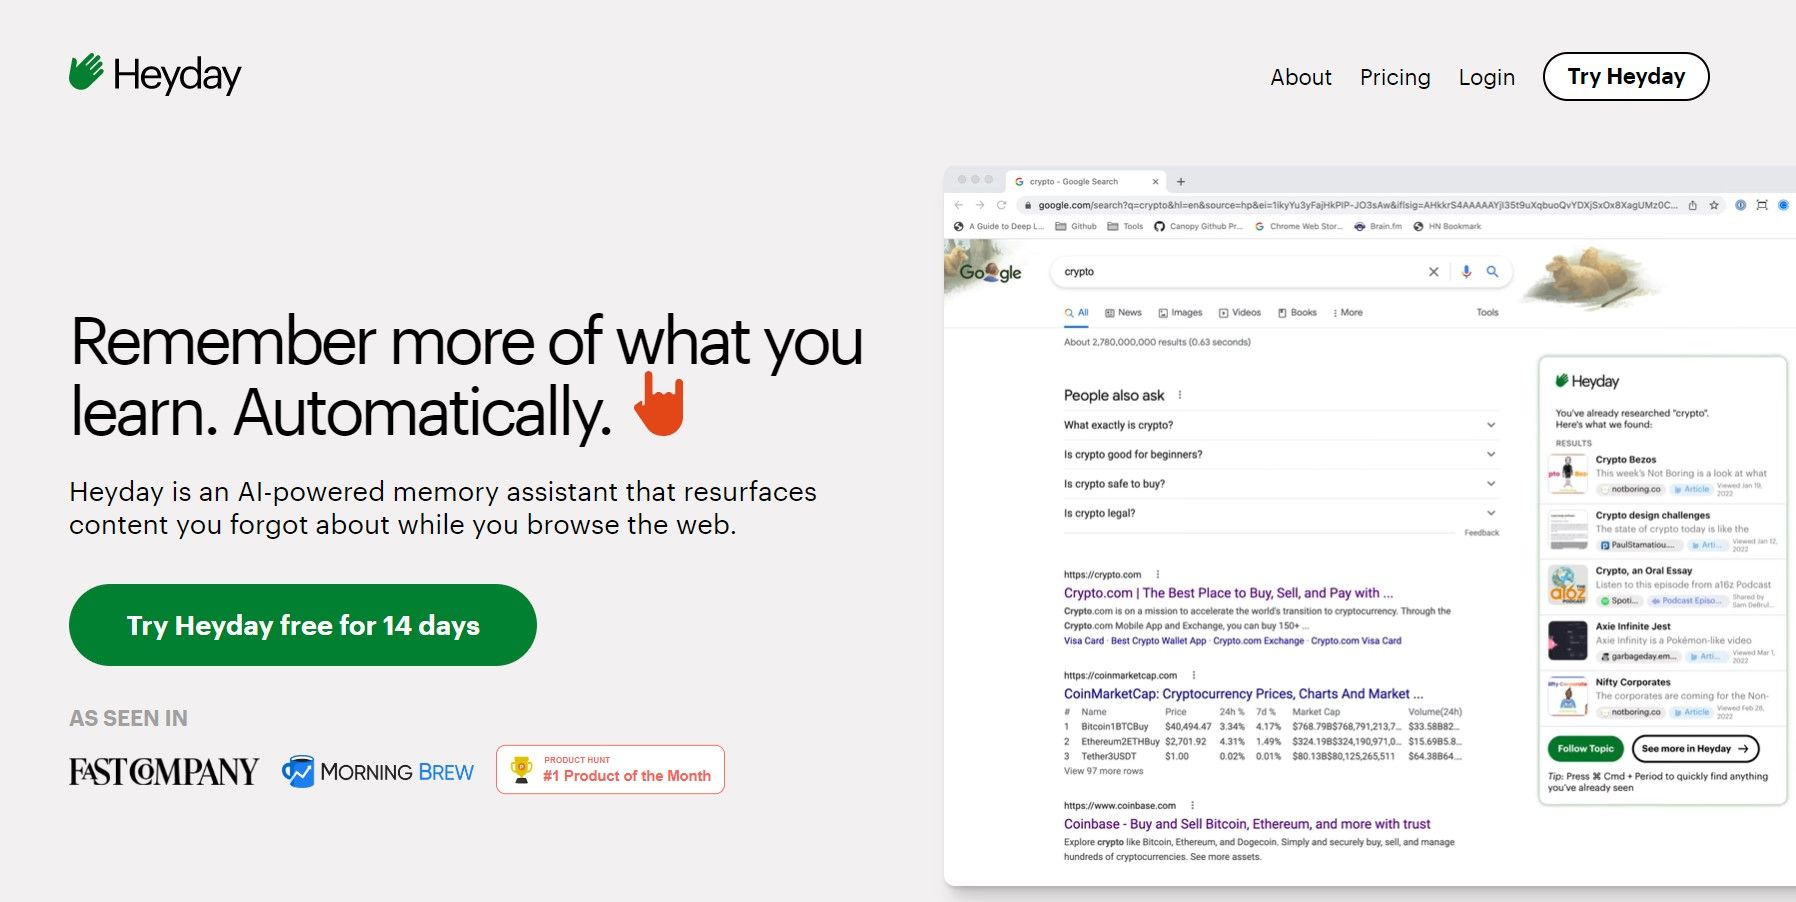 Heyday
About
Pricing
Login
Try Heyday
Remember more of what you
learn. Automatically.
Heyday is an AI-powered memory assistant that resurfaces
content you forgot about while you browse the web.
Try Heyday free for 14 days
AS SEEN IN
FAST COMPANY
MORNING BREW
PRODUCT HUNT
#1 Product of the Month
crypto - Google Search
A Guide to Deep L...
Github
Tools
Canopy Github Pr...
Chrome Web Stor...
Brain.fm
HN Bookmark
Google
crypto
All
News
Images
Videos
Books
More
Tools
About 2,780,000,000 results (0.63 seconds)
People also ask
What exactly is crypto?
Is crypto good for beginners?
Is crypto safe to buy?
Is crypto legal?
Feedback
https://crypto.com
Crypto.com | The Best Place to Buy, Sell, and Pay with ...
Crypto.com is on a mission to accelerate the world's transition to cryptocurrency. Through the
Crypto.com Mobile App and Exchange, you can buy 150+ ...
Visa Card · Best Crypto Wallet App · Crypto.com Exchange · Crypto.com Visa Card
https://coinmarketcap.com
CoinMarketCap: Cryptocurrency Prices, Charts And Market ...
# Name Price 24h % 7d % Market Cap Volume(24h)
1 Bitcoin1BTCBuy $40,494.47 3.34% 4.17% $768.79B$768,791,213,7... $33.58B82...
2 Ethereum2ETHBuy $2,701.92 4.31% 1.49% $324.19B$324,190,971,0... $15.69B5.8...
3 Tether3USDT $1.00 0.02% 0.01% $80.13B$80,125,265,511 $64.38B64...
View 97 more rows
https://www.coinbase.com
Coinbase - Buy and Sell Bitcoin, Ethereum, and more with trust
Explore crypto like Bitcoin, Ethereum, and Dogecoin. Simply and securely buy, sell, and manage
hundreds of cryptocurrencies. See more assets.
Heyday
You've already researched "crypto".
Here's what we found:
RESULTS
Crypto Bezos
This week's Not Boring is a look at what
notboring.co
Article
Viewed Jan 19,
2022
Crypto design challenges
The state of crypto today is like the
PaulStamatiou....
Arti...
Viewed Jan 12,
2022
Crypto, an Oral Essay
Listen to this episode from a16z Podcast
Spoti...
Podcast Episo...
Shared by
Sam DeBrul...
Axie Infinite Jest
Axie Infinity is a Pokémon-like video
garbageday.em...
Arti...
Viewed Mar 1,
2022
Nifty Corporates
The corporates are coming for the Non-
notboring.co
Article
Viewed Feb 28,
2022
Follow Topic
See more in Heyday
Tip: Press ⌘ Cmd + Period to quickly find anything
you've already seen